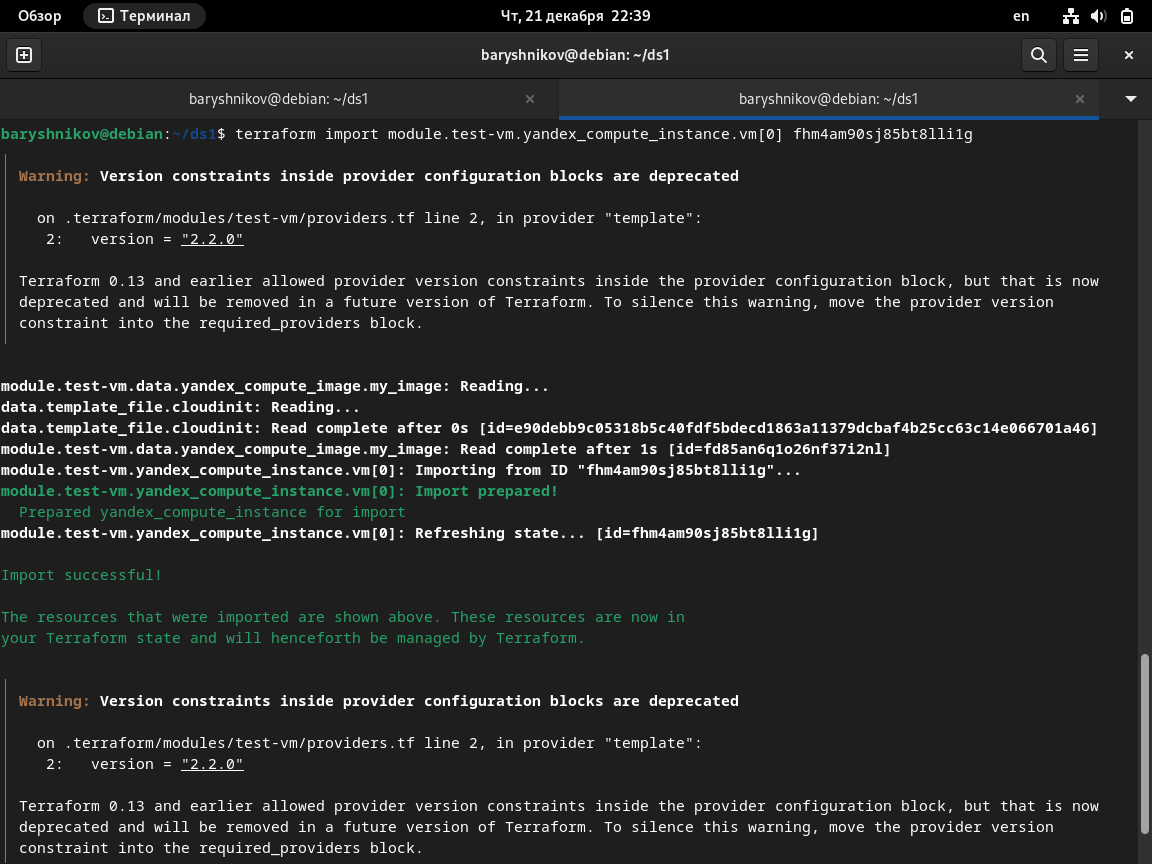 Обзор
Терминал
Чт, 21 декабря 22:39
en
baryshnikov@debian: ~/ds1
baryshnikov@debian: ~/ds1
baryshnikov@debian: ~/ds1
baryshnikov@debian:~/ds1$ terraform import module.test-vm.yandex_compute_instance.vm[0] fhm4am90sj85bt8lli1g
Warning: Version constraints inside provider configuration blocks are deprecated
on .terraform/modules/test-vm/providers.tf line 2, in provider "template":
2: version = "2.2.0"
Terraform 0.13 and earlier allowed provider version constraints inside the provider configuration block, but that is now
deprecated and will be removed in a future version of Terraform. To silence this warning, move the provider version
constraint into the required_providers block.
module.test-vm.data.yandex_compute_image.my_image: Reading...
data.template_file.cloudinit: Reading...
data.template_file.cloudinit: Read complete after 0s [id=e90debb9c05318b5c40fdf5bdecd1863a11379dcbaf4b25cc63c14e066701a46]
module.test-vm.data.yandex_compute_image.my_image: Read complete after 1s [id=fd85an6q1o26nf37i2nl]
module.test-vm.yandex_compute_instance.vm[0]: Importing from ID "fhm4am90sj85bt8lli1g"...
module.test-vm.yandex_compute_instance.vm[0]: Import prepared!
Prepared yandex_compute_instance for import
module.test-vm.yandex_compute_instance.vm[0]: Refreshing state... [id=fhm4am90sj85bt8lli1g]
Import successful!
The resources that were imported are shown above. These resources are now in
your Terraform state and will henceforth be managed by Terraform.
Warning: Version constraints inside provider configuration blocks are deprecated
on .terraform/modules/test-vm/providers.tf line 2, in provider "template":
2: version = "2.2.0"
Terraform 0.13 and earlier allowed provider version constraints inside the provider configuration block, but that is now
deprecated and will be removed in a future version of Terraform. To silence this warning, move the provider version
constraint into the required_providers block.